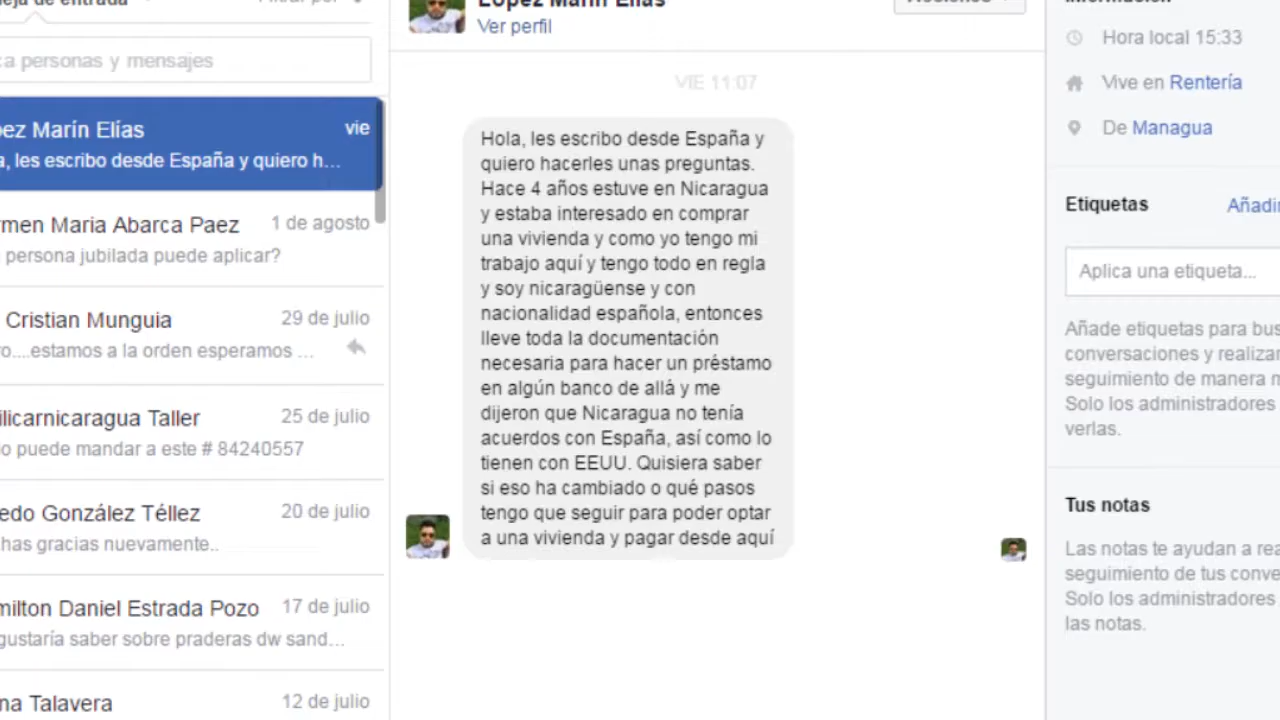 Filtrar por
personas y mensajes
ez Marín Elías
vie
les escribo desde España y quiero h...
rmen Maria Abarca Paez
1 de agosto
persona jubilada puede aplicar?
Cristian Munguia
29 de julio
....estamos a la orden esperamos ...
ilicarnicaragua Taller
25 de julio
o puede mandar a este # 84240557
edo González Téllez
20 de julio
has gracias nuevamente..
milton Daniel Estrada Pozo
17 de julio
gustaría saber sobre praderas dw sand...
na Talavera
12 de julio
López Marín Elías
Ver perfil
Acciones
VIE 11:07
Hola, les escribo desde España y
quiero hacerles unas preguntas.
Hace 4 años estuve en Nicaragua
y estaba interesado en comprar
una vivienda y como yo tengo mi
trabajo aquí y tengo todo en regla
y soy nicaragüense y con
nacionalidad española, entonces
lleve toda la documentación
necesaria para hacer un préstamo
en algún banco de allá y me
dijeron que Nicaragua no tenía
acuerdos con España, así como lo
tienen con EEUU. Quisiera saber
si eso ha cambiado o qué pasos
tengo que seguir para poder optar
a una vivienda y pagar desde aquí
Información
Hora local 15:33
Vive en Rentería
De Managua
Etiquetas
Añadir
Aplica una etiqueta...
Añade etiquetas para bus
conversaciones y realizar
seguimiento de manera m
Solo los administradores
verlas.
Tus notas
Las notas te ayudan a rea
seguimiento de tus conve
Solo los administradores
las notas.